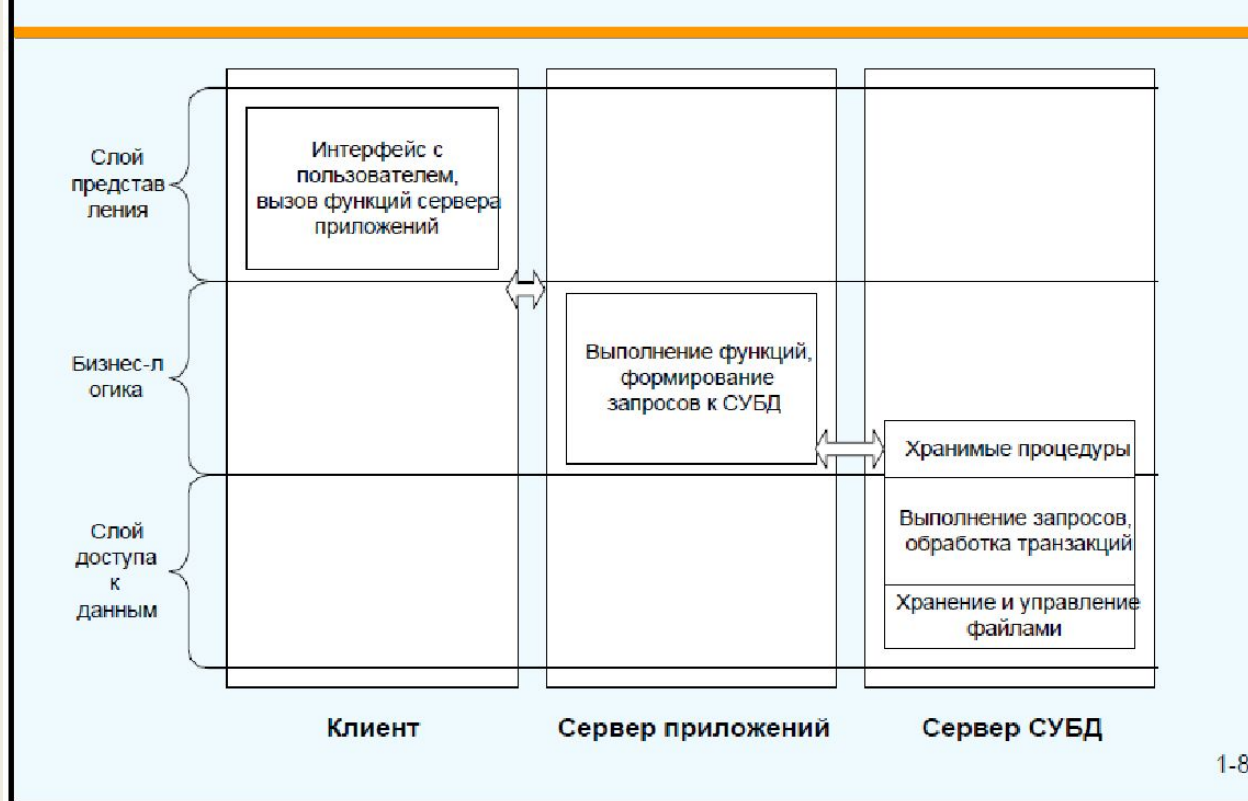 Слой
представ
ления
Интерфейс с
пользователем,
вызов функций сервера
приложений
Бизнес-л
огика
Выполнение функций,
формирование
запросов к СУБД
Хранимые процедуры
Слой
доступа
к
данным
Выполнение запросов,
обработка транзакций
Хранение и управление
файлами
Клиент
Сервер приложений
Сервер СУБД
1-8